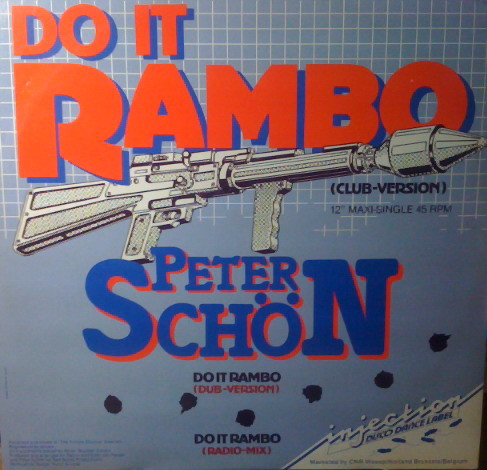 DO IT
RAMBO
(CLUB-VERSION)
12" MAXI-SINGLE 45 RPM
PETER
SCHÖN
DO IT RAMBO
(DUB-VERSION)
DO IT RAMBO
(RADIO-MIX)
injection
DISCO DANCE LABEL